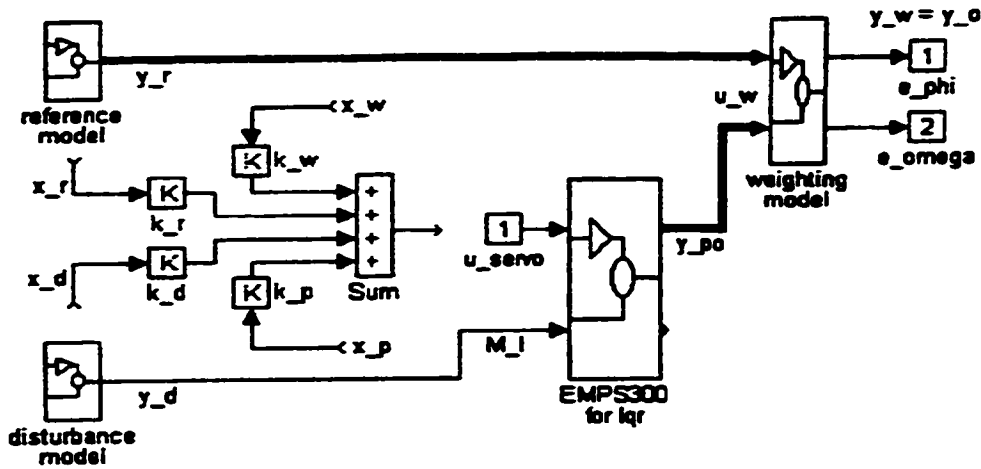 y_w = y_o
1
e_phi
2
e_omega
weighting
model
u_w
y_r
reference
model
x_w
K
k_w
x_r
K
k_r
+
+
+
+
Sum
x_d
K
k_d
K
k_p
x_p
1
u_servo
y_po
M_l
EMPS300
for lqr
y_d
disturbance
model